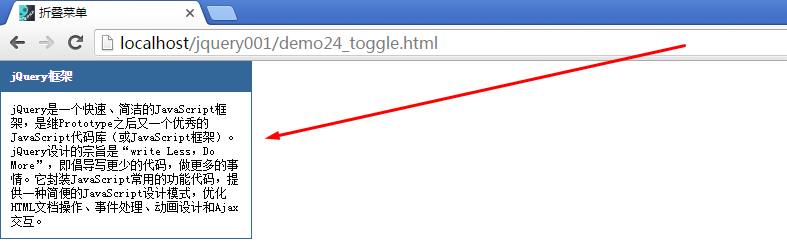 折叠菜单
localhost/jquery001/demo24_toggle.html
jQuery框架
jQuery是一个快速、简洁的JavaScript框
架，是继Prototype之后又一个优秀的
JavaScript代码库（或JavaScript框架）。
jQuery设计的宗旨是“write Less，Do
More”，即倡导写更少的代码，做更多的事
情。它封装JavaScript常用的功能代码，提
供一种简便的JavaScript设计模式，优化
HTML文档操作、事件处理、动画设计和Ajax
交互。